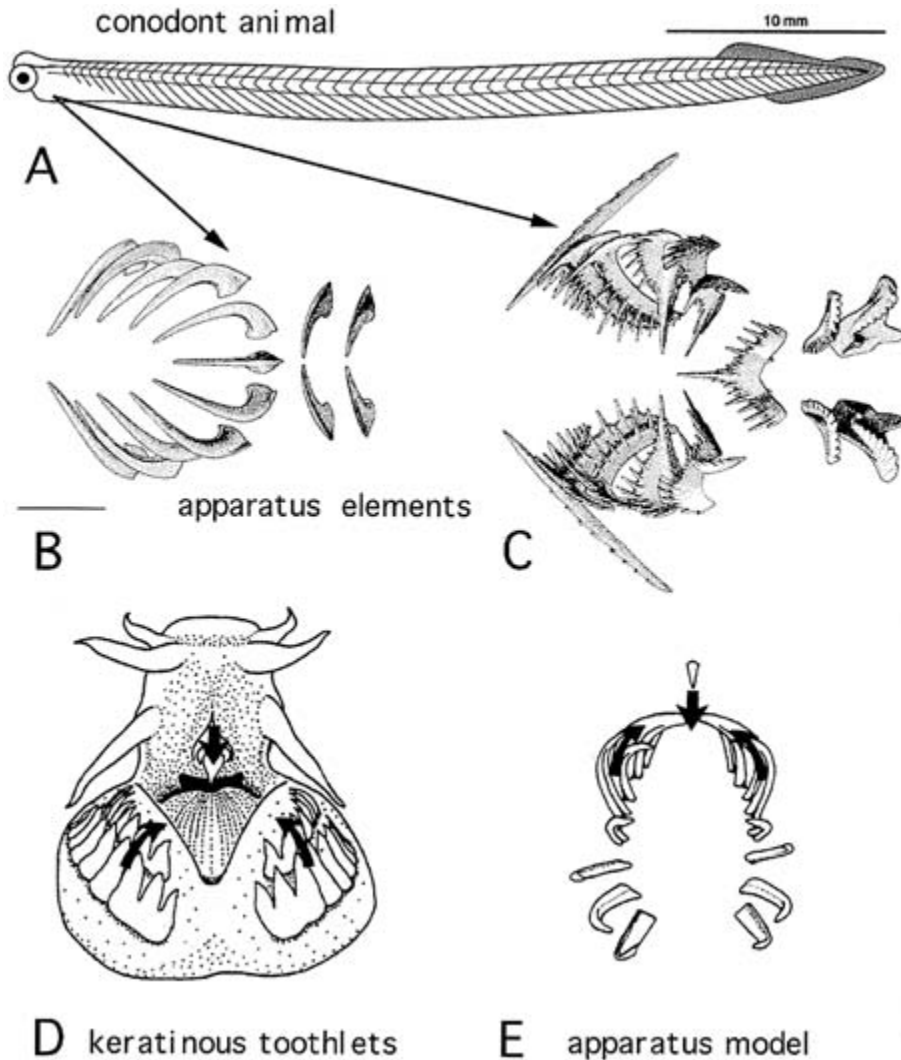 conodont animal
10 mm
A
apparatus elements
B
C
D keratinous toothlets
E apparatus model